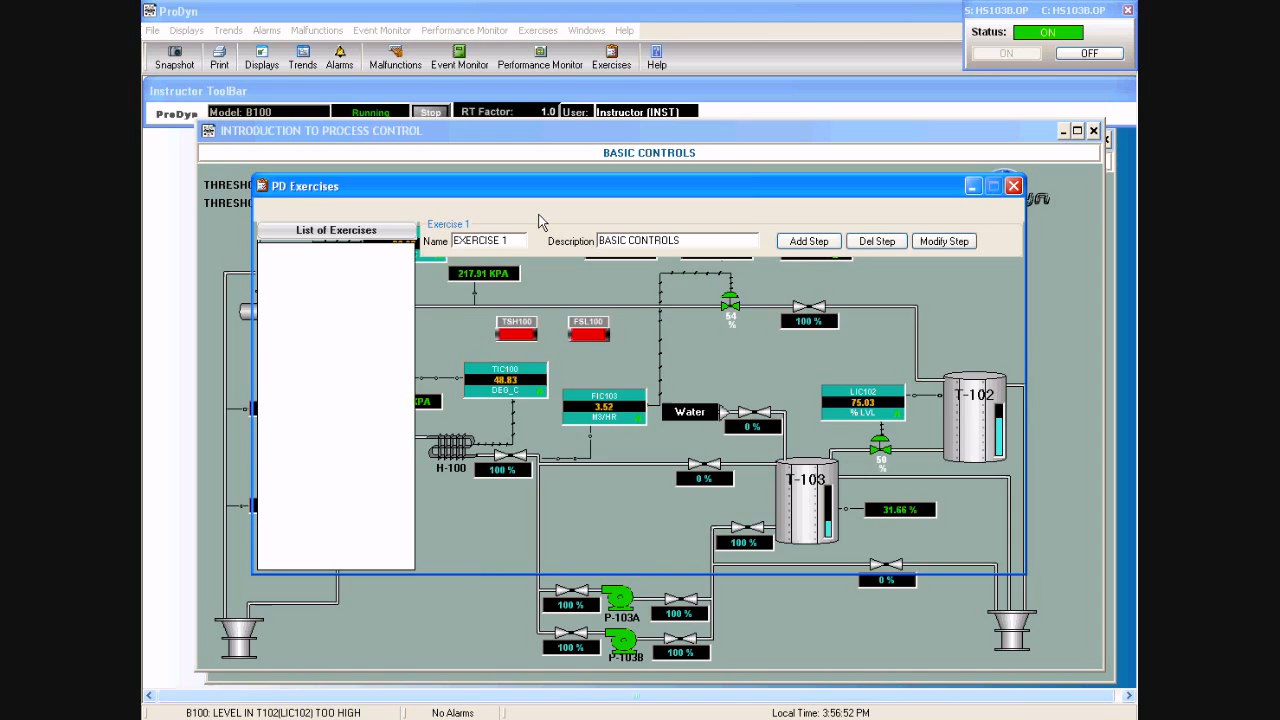 ProDyn
S: HS103B.OP C: HS103B.OP
File Displays Trends Alarms Malfunctions Event Monitor Performance Monitor Exercises Windows Help
Status: ON
ON OFF
Snapshot Print Displays Trends Alarms Malfunctions Event Monitor Performance Monitor Exercises Help
Instructor ToolBar
ProDyn Model: B100 Running Stop RT Factor: 1.0 User: Instructor [INST]
INTRODUCTION TO PROCESS CONTROL
BASIC CONTROLS
THRESH
THRESH
PD Exercises
List of Exercises
Exercise 1
Name EXERCISE 1 Description BASIC CONTROLS Add Step Del Step Modify Step
217.91 KPA
54
%
100 %
TSH100 FSL100
TIC100
48.83
DEG_C
FIC103
3.52
M3/HR
LIC102
75.03
% LVL
T-102
KPA
Water
0 %
H-100
100 %
50
%
0 %
T-103
31.66 %
100 %
0 %
100 %
P-103A
100 %
100 %
P-103B
100 %
B100: LEVEL IN T102(LIC102) TOO HIGH No Alarms Local Time: 3:56:52 PM